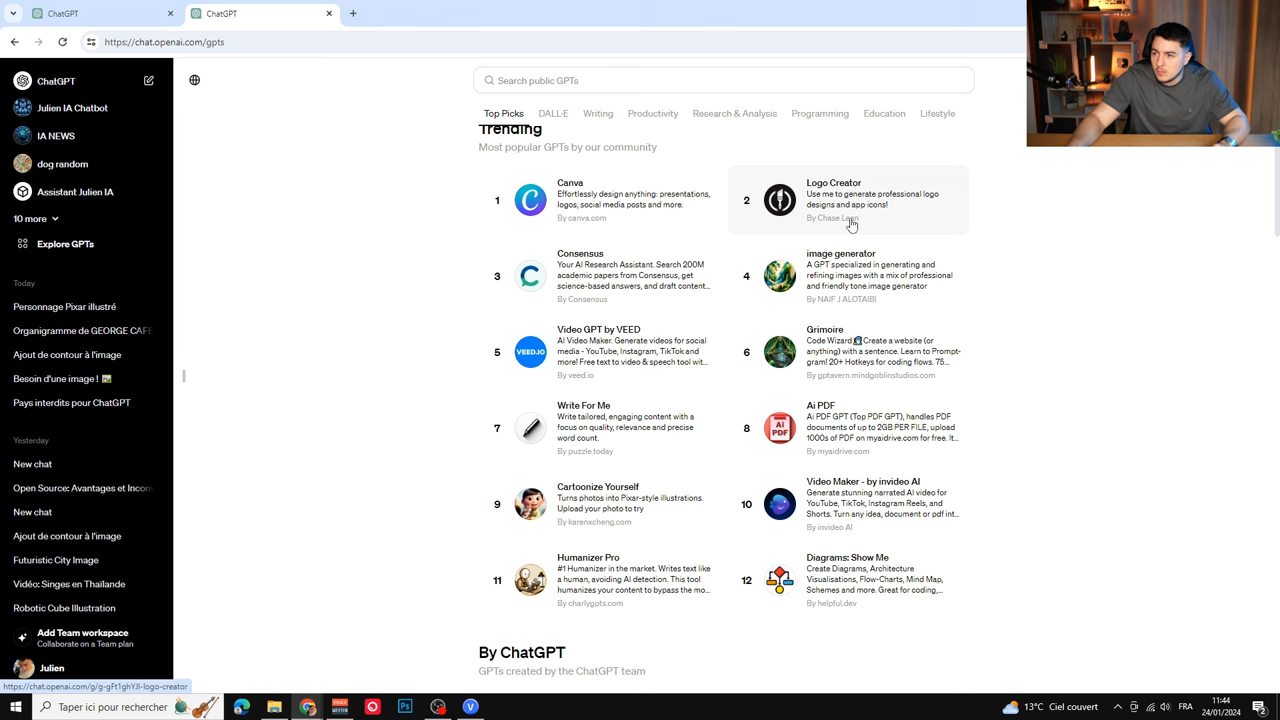 ChatGPT
ChatGPT
https://chat.openai.com/gpts
ChatGPT
Julien IA Chatbot
IA NEWS
dog random
Assistant Julien IA
10 more
Explore GPTs
Today
Personnage Pixar illustré
Organigramme de GEORGE CAFE
Ajout de contour à l'image
Besoin d'une image !
Pays interdits pour ChatGPT
Yesterday
New chat
Open Source: Avantages et Incon
New chat
Ajout de contour à l'image
Futuristic City Image
Vidéo: Singes en Thaïlande
Robotic Cube Illustration
Add Team workspace
Collaborate on a Team plan
Julien
https://chat.openai.com/g/g-gFt1ghYJl-logo-creator
Search public GPTs
Top Picks DALL·E Writing Productivity Research & Analysis Programming Education Lifestyle
Trending
Most popular GPTs by our community
1
Canva
Effortlessly design anything: presentations,
logos, social media posts and more.
By canva.com
2
Logo Creator
Use me to generate professional logo
designs and app icons!
By Chase Lean
3
Consensus
Your AI Research Assistant. Search 200M
academic papers from Consensus, get
science-based answers, and draft content...
By Consensus
4
image generator
A GPT specialized in generating and
refining images with a mix of professional
and friendly tone.image generator
By NAIF J ALOTAIBI
5
VEED.IO
Video GPT by VEED
AI Video Maker. Generate videos for social
media - YouTube, Instagram, TikTok and
more! Free text to video & speech tool wit...
By veed.io
6
Grimoire
Code Wizard Create a website (or
anything) with a sentence. Learn to Prompt-
gram! 20+ Hotkeys for coding flows. 75...
By gptavern.mindgoblinstudios.com
7
Write For Me
Write tailored, engaging content with a
focus on quality, relevance and precise
word count.
By puzzle.today
8
AI PDF
Ai PDF
Ai PDF GPT (Top PDF GPT), handles PDF
documents of up to 2GB PER FILE, upload
1000s of PDF on myaidrive.com for free. It...
By myaidrive.com
9
Cartoonize Yourself
Turns photos into Pixar-style illustrations.
Upload your photo to try
By karenxcheng.com
10
Video Maker - by invideo AI
Generate stunning narrated AI video for
YouTube, TikTok, Instagram Reels, and
Shorts. Turn any idea, document or pdf int...
By invideo AI
11
Humanizer Pro
#1 Humanizer in the market. Writes text like
a human, avoiding AI detection. This tool
humanizes your content to bypass the mo...
By charlygpts.com
12
Diagrams: Show Me
Create Diagrams, Architecture
Visualisations, Flow-Charts, Mind Map,
Schemes and more. Great for coding,...
By helpful.dev
By ChatGPT
GPTs created by the ChatGPT team
Taper ici pour rechercher
13°C Ciel couvert
FRA
11:44
24/01/2024